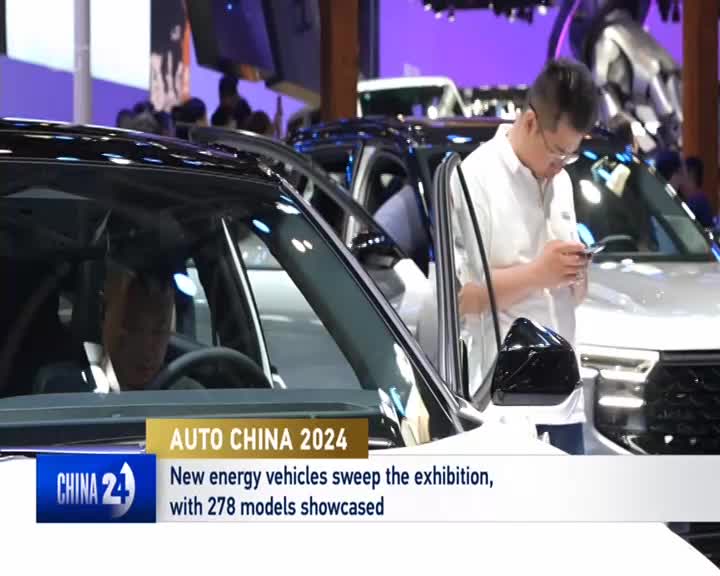 AUTO CHINA 2024
New energy vehicles sweep the exhibition,
CHINA 24
with 278 models showcased